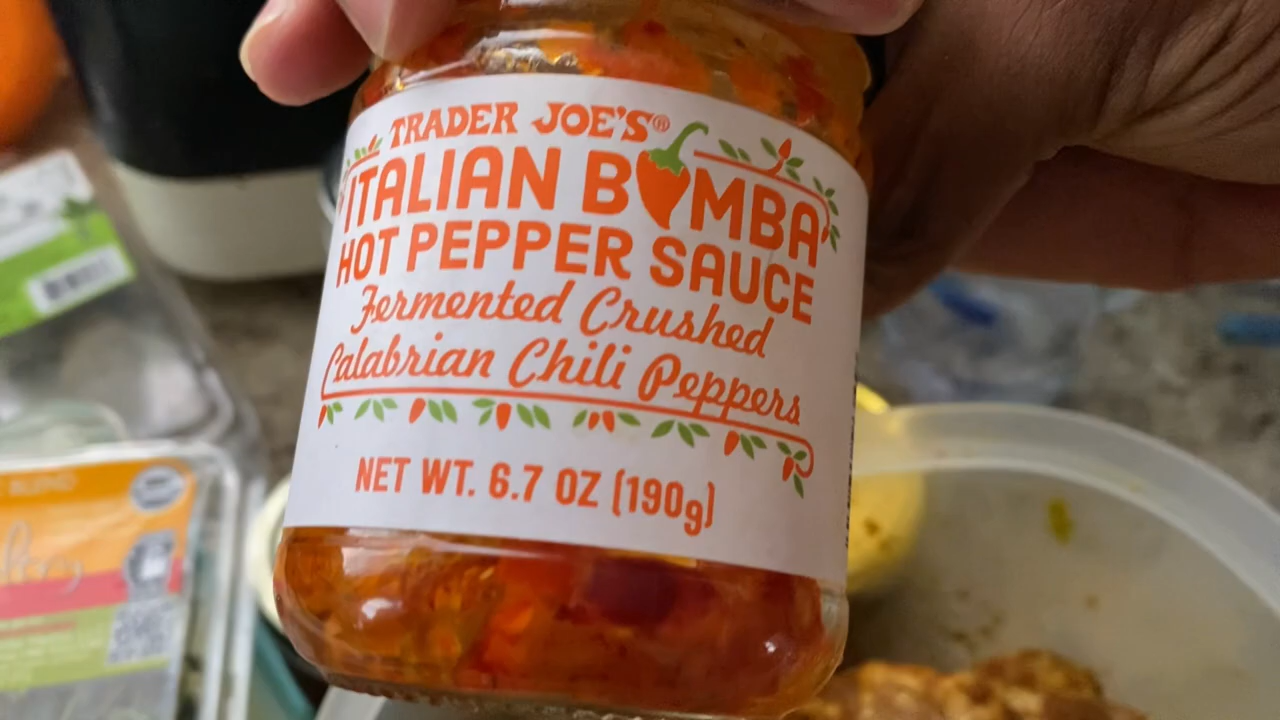 TRADER JOE'S®
ITALIAN BOMBA
HOT PEPPER SAUCE
Fermented Crushed
Calabrian Chili Peppers
NET WT. 6.7 OZ (190g)